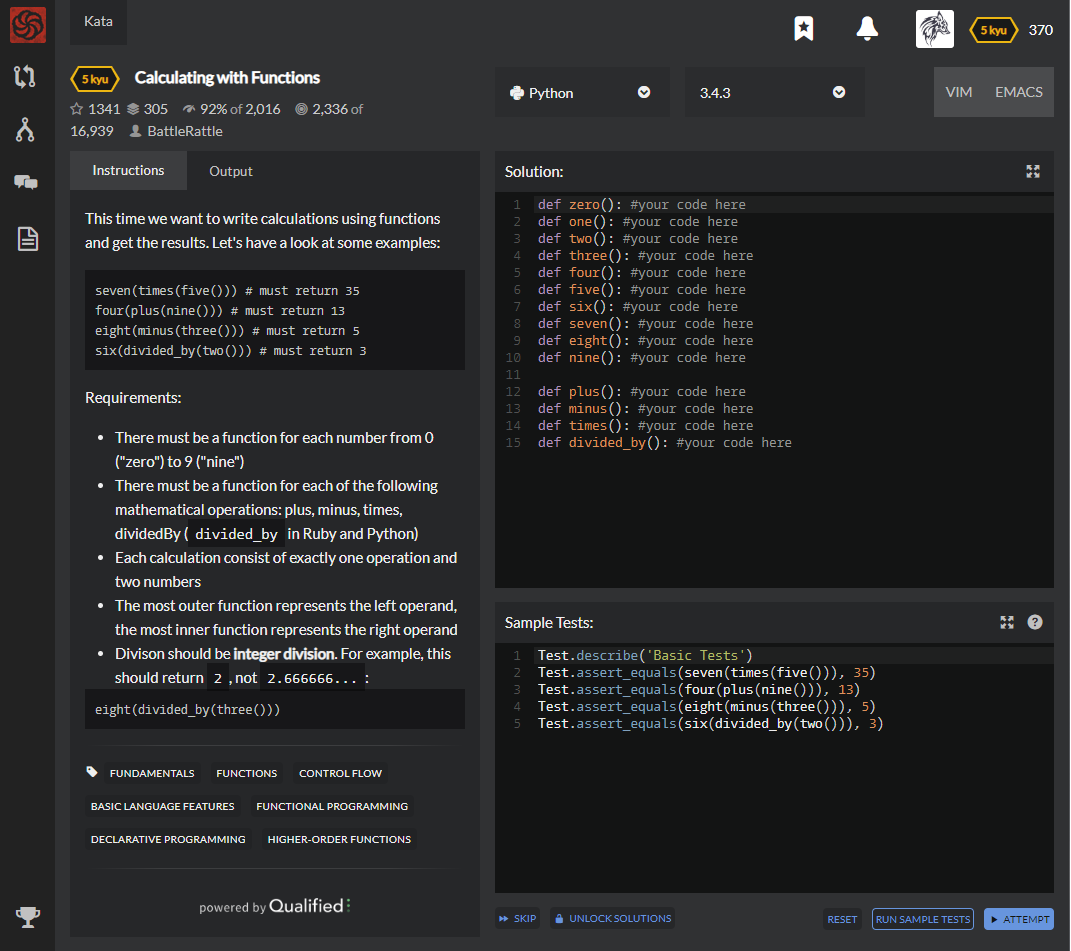 Kata
5 kyu 370
5 kyu Calculating with Functions
1341 305 92% of 2,016 2,336 of
16,939 BattleRattle
Python
3.4.3
VIM EMACS
Instructions Output
This time we want to write calculations using functions
and get the results. Let's have a look at some examples:
seven(times(five())) # must return 35
four(plus(nine())) # must return 13
eight(minus(three())) # must return 5
six(divided_by(two())) # must return 3
Requirements:
• There must be a function for each number from 0
("zero") to 9 ("nine")
• There must be a function for each of the following
mathematical operations: plus, minus, times,
dividedBy ( divided_by in Ruby and Python)
• Each calculation consist of exactly one operation and
two numbers
• The most outer function represents the left operand,
the most inner function represents the right operand
• Divison should be integer division. For example, this
should return 2 , not 2.666666... :
eight(divided_by(three()))
FUNDAMENTALS FUNCTIONS CONTROL FLOW
BASIC LANGUAGE FEATURES FUNCTIONAL PROGRAMMING
DECLARATIVE PROGRAMMING HIGHER-ORDER FUNCTIONS
powered by Qualified
Solution:
1 def zero(): #your code here
2 def one(): #your code here
3 def two(): #your code here
4 def three(): #your code here
5 def four(): #your code here
6 def five(): #your code here
7 def six(): #your code here
8 def seven(): #your code here
9 def eight(): #your code here
10 def nine(): #your code here
11
12 def plus(): #your code here
13 def minus(): #your code here
14 def times(): #your code here
15 def divided_by(): #your code here
Sample Tests:
?
1 Test.describe('Basic Tests')
2 Test.assert_equals(seven(times(five())), 35)
3 Test.assert_equals(four(plus(nine())), 13)
4 Test.assert_equals(eight(minus(three())), 5)
5 Test.assert_equals(six(divided_by(two())), 3)
SKIP UNLOCK SOLUTIONS RESET RUN SAMPLE TESTS ATTEMPT